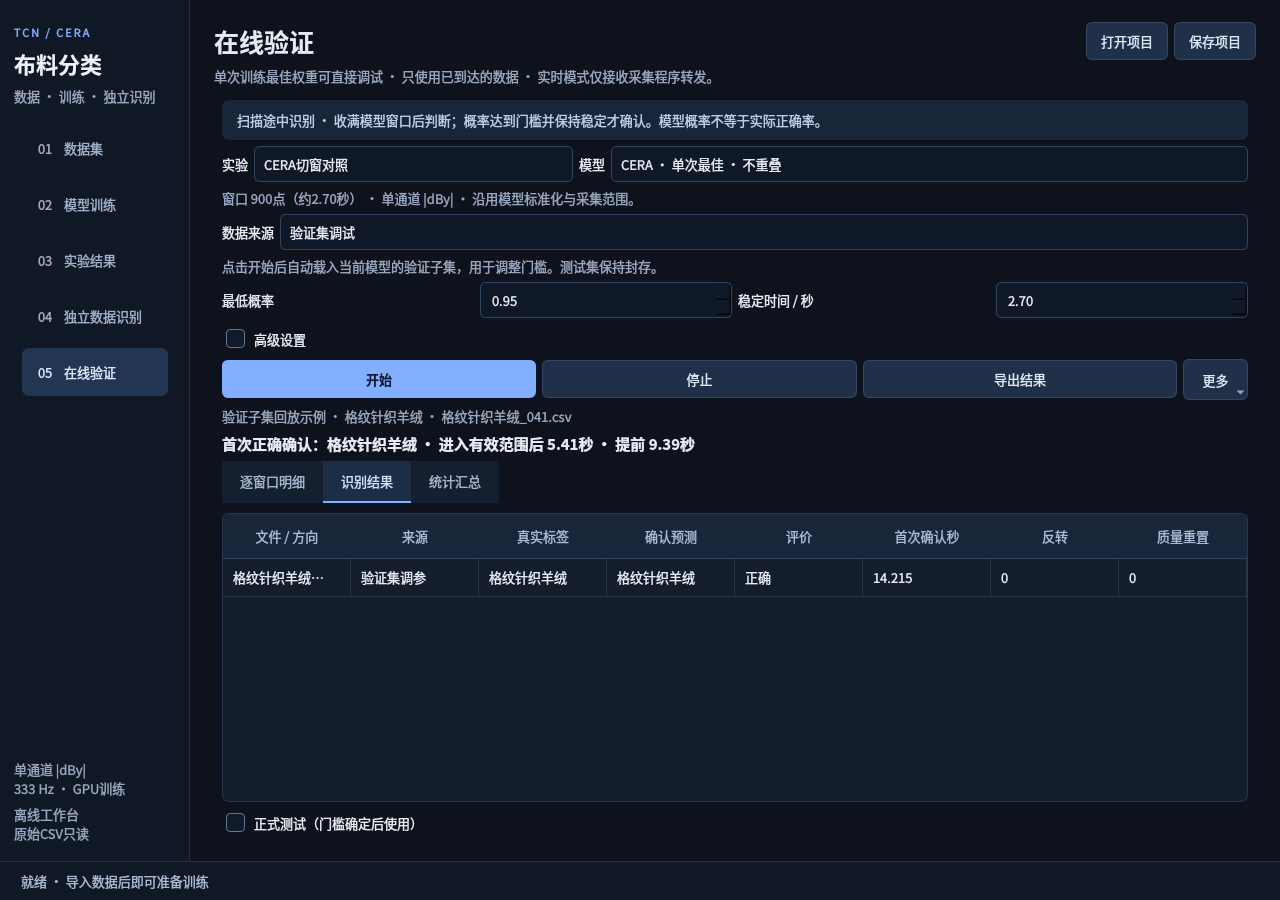 TCN / CERA
布料分类
数据 · 训练 · 独立识别
01 数据集
02 模型训练
03 实验结果
04 独立数据识别
05 在线验证
单通道 |dBy|
333 Hz · GPU训练
离线工作台
原始CSV只读
在线验证
打开项目
保存项目
单次训练最佳权重可直接调试 · 只使用已到达的数据 · 实时模式仅接收采集程序转发。
扫描途中识别 · 收满模型窗口后判断；概率达到门槛并保持稳定才确认。模型概率不等于实际正确率。
实验 CERA切窗对照 模型 CERA · 单次最佳 · 不重叠
窗口 900点（约2.70秒） · 单通道 |dBy| · 沿用模型标准化与采集范围。
数据来源 验证集调试
点击开始后自动载入当前模型的验证子集，用于调整门槛。测试集保持封存。
最低概率 0.95 稳定时间 / 秒 2.70
高级设置
开始 停止 导出结果 更多
验证子集回放示例 · 格纹针织羊绒 · 格纹针织羊绒_041.csv
首次正确确认：格纹针织羊绒 · 进入有效范围后 5.41秒 · 提前 9.39秒
逐窗口明细 识别结果 统计汇总
文件 / 方向 来源 真实标签 确认预测 评价 首次确认秒 反转 质量重置
格纹针织羊绒… 验证集调参 格纹针织羊绒 格纹针织羊绒 正确 14.215 0 0
正式测试（门槛确定后使用）
就绪 · 导入数据后即可准备训练